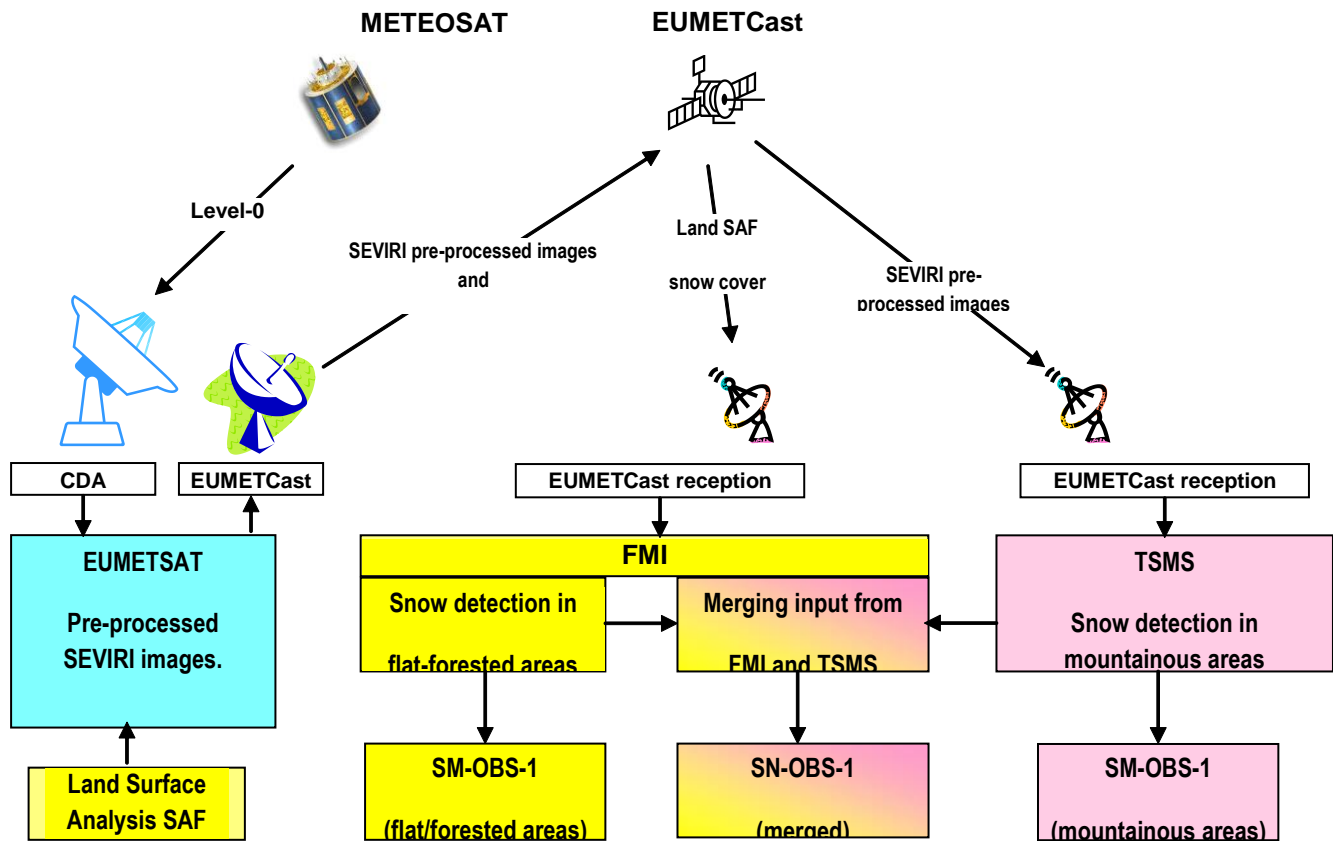 METEOSAT
EUMETCast
Level-0
SEVIRI pre-processed images
and
Land SAF
snow cover
SEVIRI pre-
processed images
CDA
EUMETCast
EUMETCast reception
EUMETCast reception
EUMETSAT
Pre-processed
SEVIRI images.
FMI
Snow detection in
flat-forested areas
Merging input from
FMI and TSMS
TSMS
Snow detection in
mountainous areas
Land Surface
Analysis SAF
SM-OBS-1
(flat/forested areas)
SN-OBS-1
(merged)
SM-OBS-1
(mountainous areas)